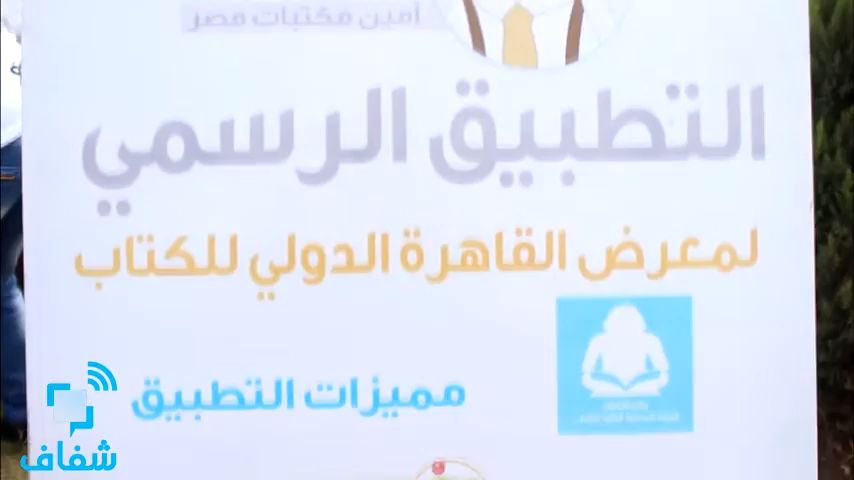 أمين مكتبات مصر
التطبيق الرسمي
لمعرض القاهرة الدولي للكتاب
مميزات التطبيق
شفاف